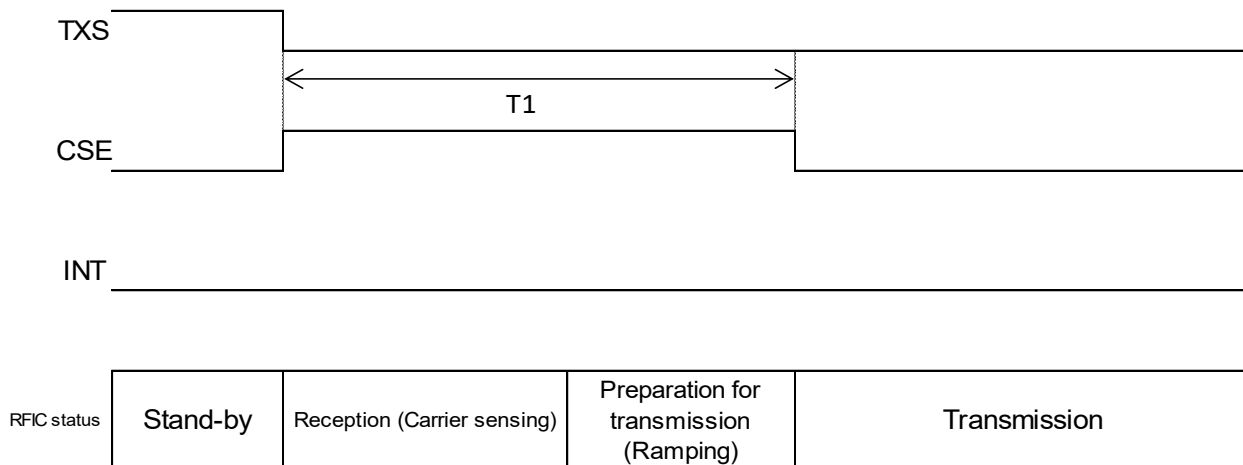 TXS
T1
CSE
INT
RFIC status
Stand-by
Reception (Carrier sensing)
Preparation for
transmission
(Ramping)
Transmission